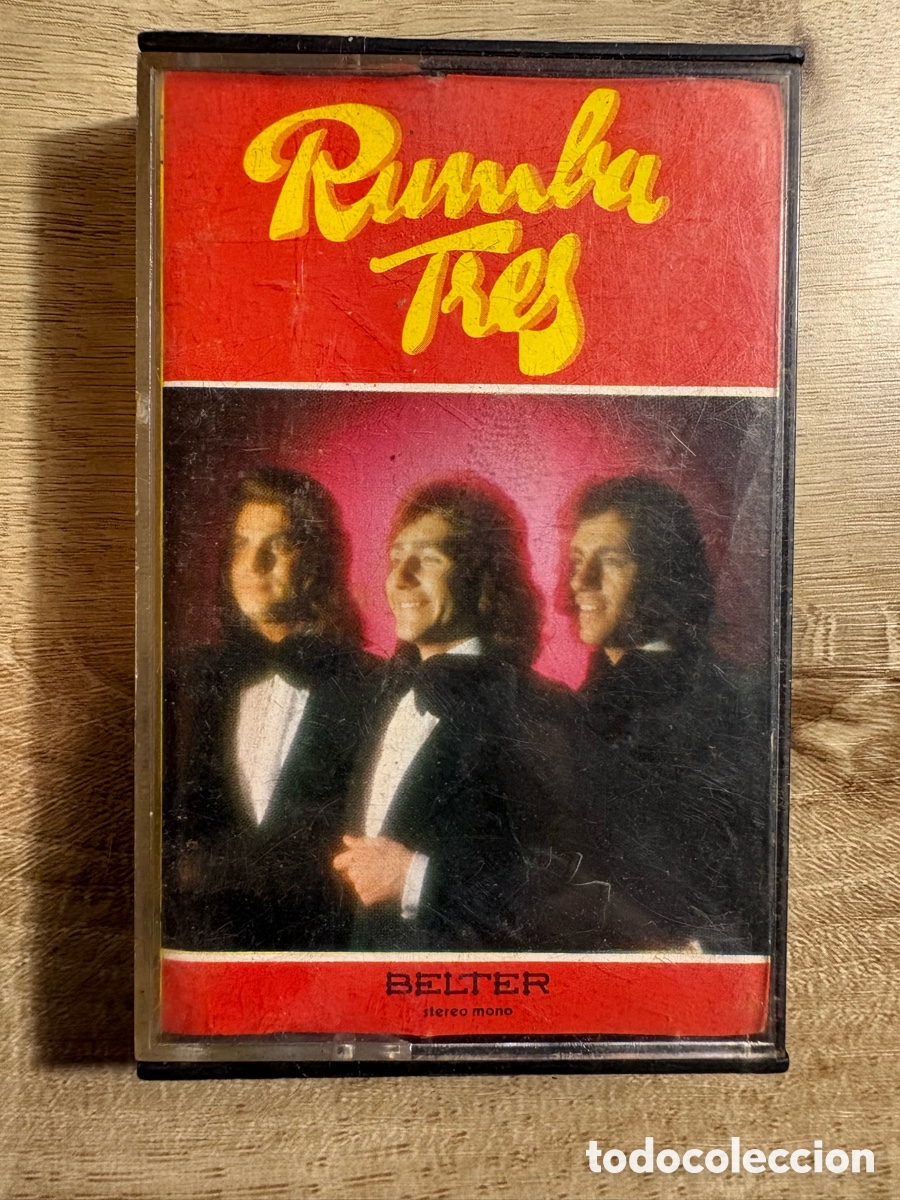 Rumba
Tres
BELTER
stereo mono
todocoleccion